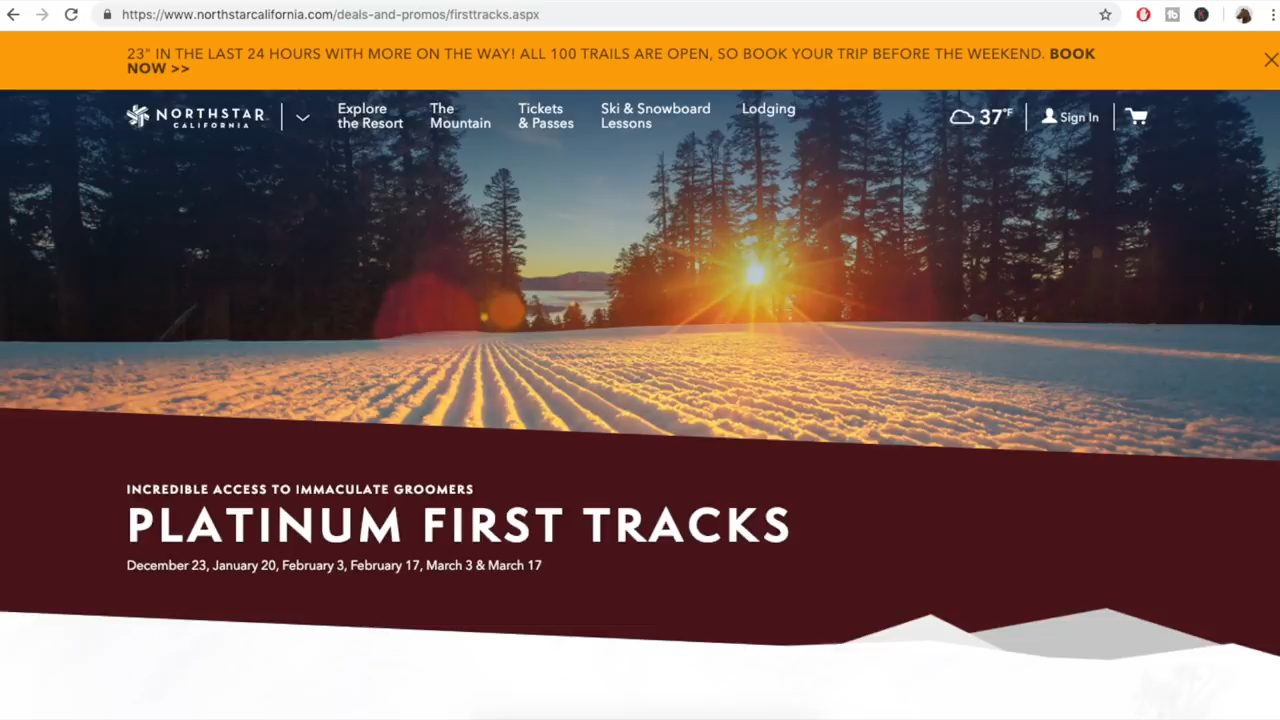 https://www.northstarcalifornia.com/deals-and-promos/firsttracks.aspx
23" IN THE LAST 24 HOURS WITH MORE ON THE WAY! ALL 100 TRAILS ARE OPEN, SO BOOK YOUR TRIP BEFORE THE WEEKEND. BOOK
NOW >>
NORTHSTAR
CALIFORNIA
Explore
the Resort
The
Mountain
Tickets
& Passes
Ski & Snowboard
Lessons
Lodging
37°F
Sign In
INCREDIBLE ACCESS TO IMMACULATE GROOMERS
PLATINUM FIRST TRACKS
December 23, January 20, February 3, February 17, March 3 & March 17